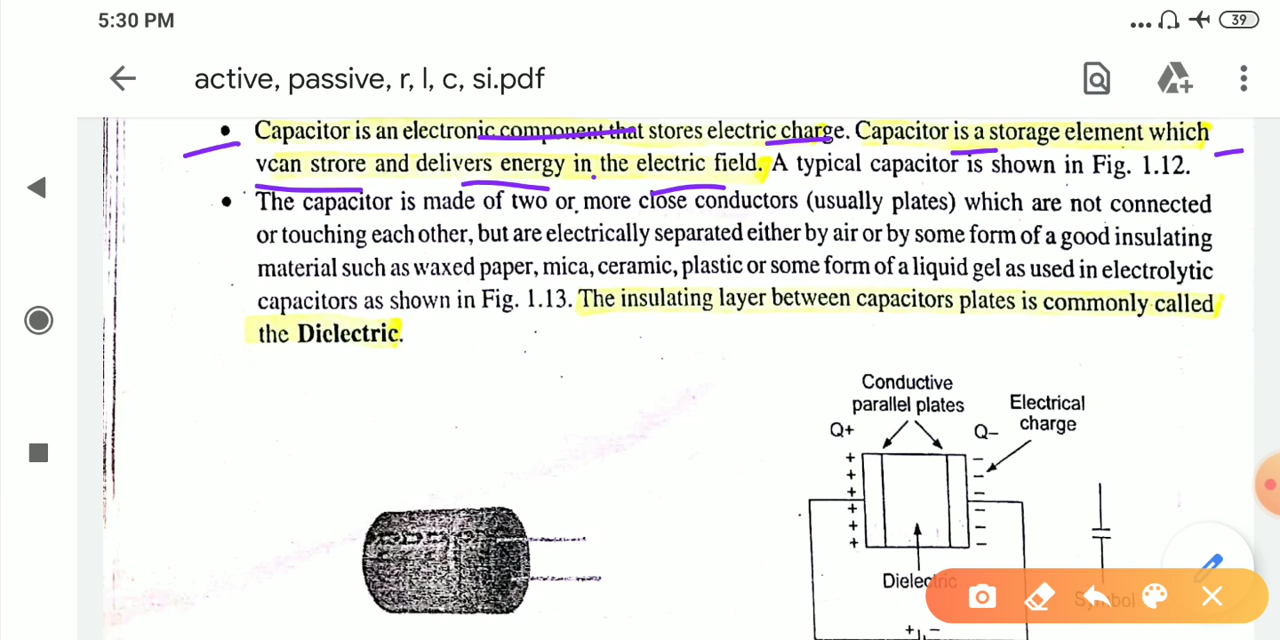 5:30 PM
39
active, passive, r, l, c, si.pdf
• Capacitor is an electronic component that stores electric charge. Capacitor is a storage element which
vcan strore and delivers energy in the electric field. A typical capacitor is shown in Fig. 1.12.
• The capacitor is made of two or more close conductors (usually plates) which are not connected
or touching each other, but are electrically separated either by air or by some form of a good insulating
material such as waxed paper, mica, ceramic, plastic or some form of a liquid gel as used in electrolytic
capacitors as shown in Fig. 1.13. The insulating layer between capacitors plates is commonly called
the Dielectric.
Conductive
parallel plates
Electrical
charge
Q+
Q–
Dielectric
Symbol
+ –